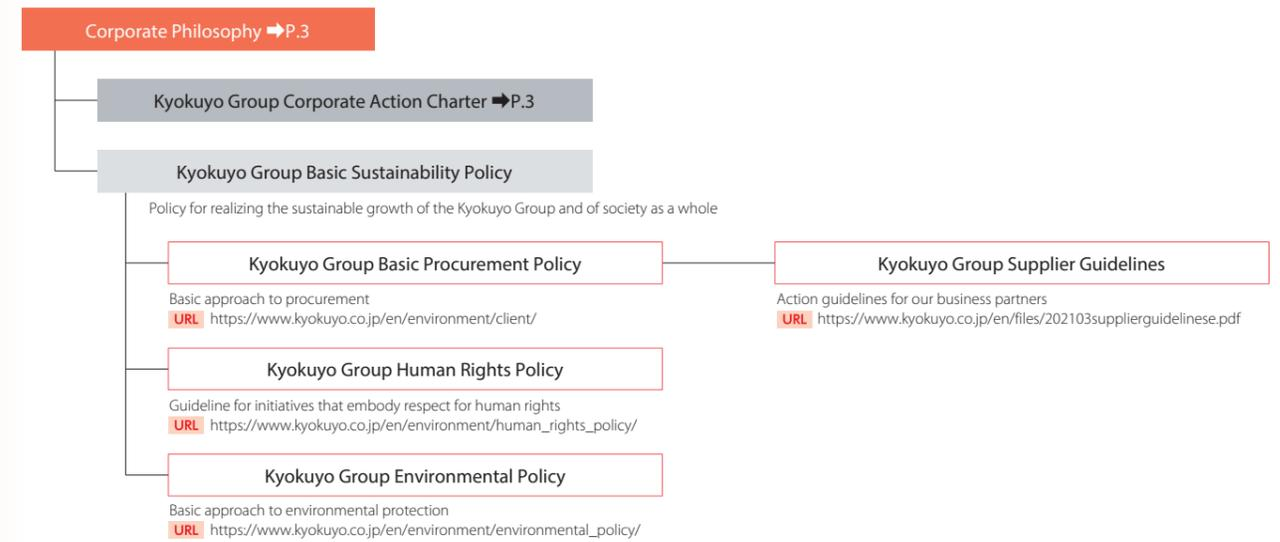 Corporate Philosophy ➡P.3
Kyokuyo Group Corporate Action Charter ➡P.3
Kyokuyo Group Basic Sustainability Policy
Policy for realizing the sustainable growth of the Kyokuyo Group and of society as a whole
Kyokuyo Group Basic Procurement Policy
Basic approach to procurement
URL https://www.kyokuyo.co.jp/en/environment/client/
Kyokuyo Group Supplier Guidelines
Action guidelines for our business partners
URL https://www.kyokuyo.co.jp/en/files/202103supplierguidelinese.pdf
Kyokuyo Group Human Rights Policy
Guideline for initiatives that embody respect for human rights
URL https://www.kyokuyo.co.jp/en/environment/human_rights_policy/
Kyokuyo Group Environmental Policy
Basic approach to environmental protection
URL https://www.kyokuyo.co.jp/en/environment/environmental_policy/